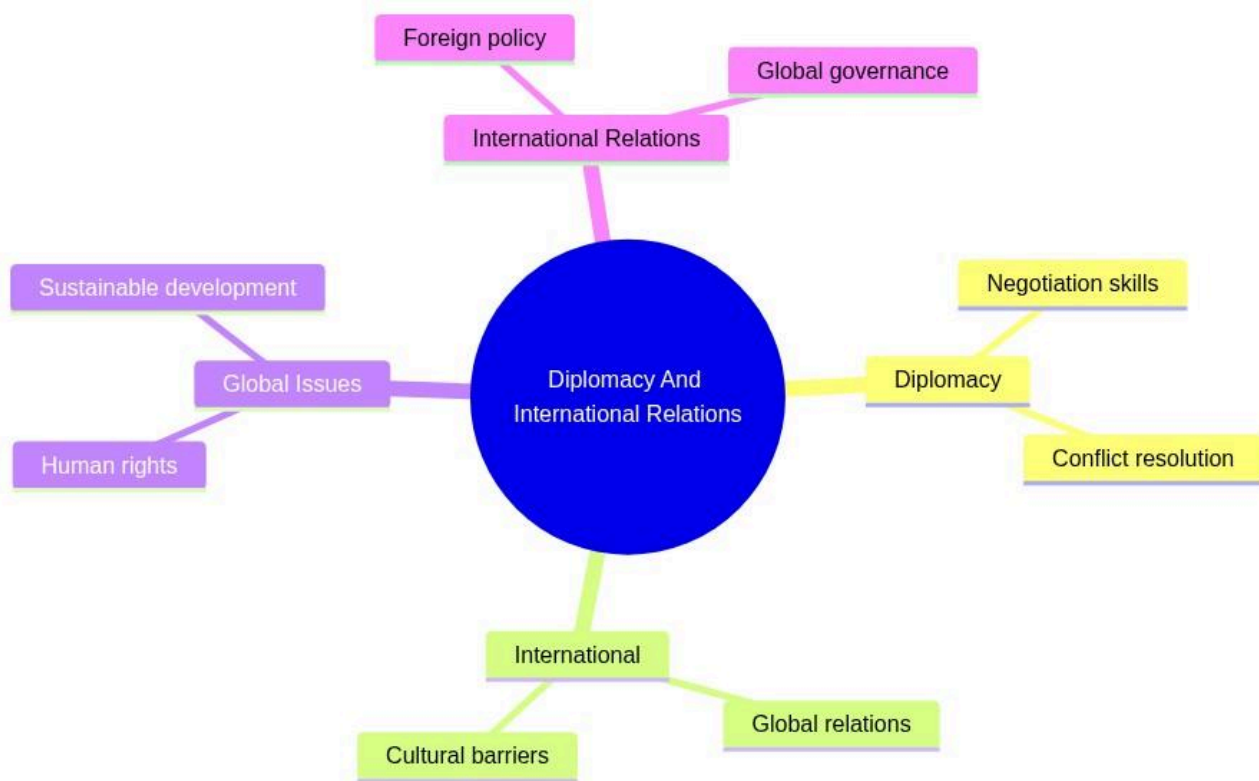 Foreign policy
Global governance
International Relations
Sustainable development
Global Issues
Human rights
Diplomacy And
International Relations
Negotiation skills
Diplomacy
Conflict resolution
International
Global relations
Cultural barriers